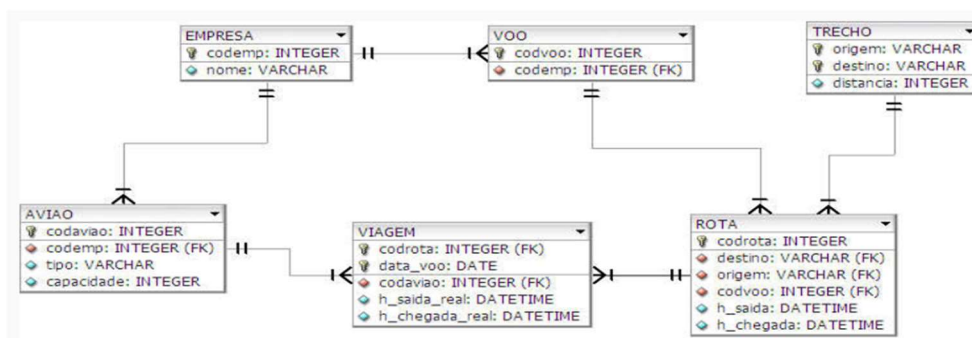 EMPRESA
codemp: INTEGER
nome: VARCHAR
VOO
codvoo: INTEGER
codemp: INTEGER (FK)
TRECHO
origem: VARCHAR
destino: VARCHAR
distancia: INTEGER
AVIAO
codaviao: INTEGER
codemp: INTEGER (FK)
tipo: VARCHAR
capacidade: INTEGER
VIAGEM
codrota: INTEGER (FK)
data_voo: DATE
codaviao: INTEGER (FK)
h_saida_real: DATETIME
h_chegada_real: DATETIME
ROTA
codrota: INTEGER
destino: VARCHAR (FK)
origem: VARCHAR (FK)
codvoo: INTEGER (FK)
h_saida: DATETIME
h_chegada: DATETIME